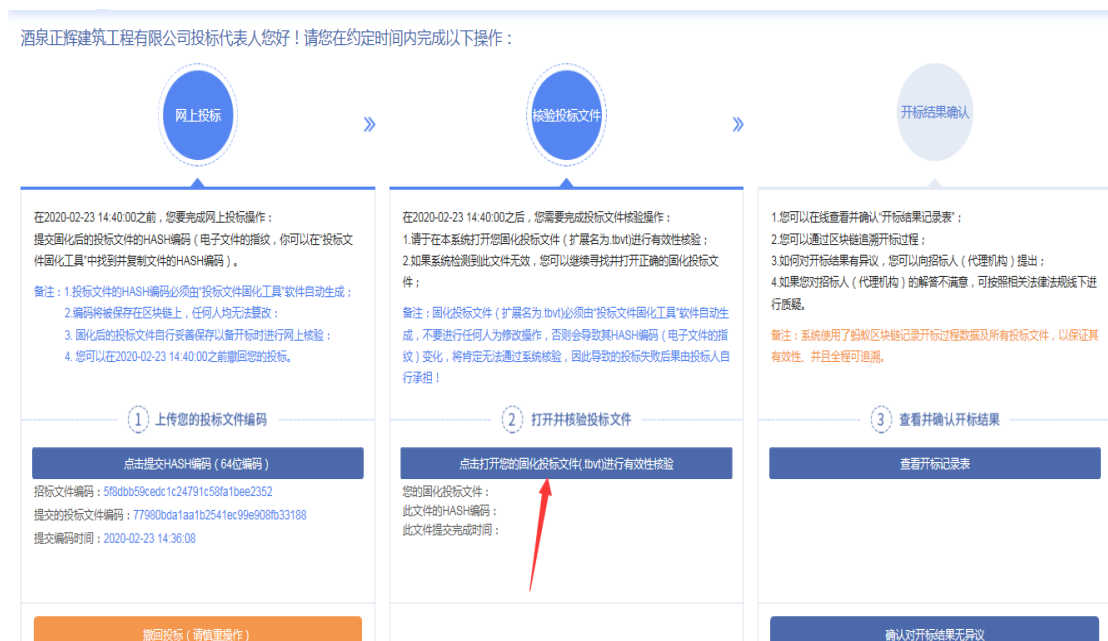 酒泉正辉建筑工程有限公司投标代表人您好！请您在约定时间内完成以下操作：
网上投标
核验投标文件
开标结果确认
在2020-02-23 14:40:00之前，您要完成网上投标操作：
提交固化后的投标文件的HASH编码（电子文件的指纹，你可以在“投标文
件固化工具”中找到并复制文件的HASH编码）。
备注：1.投标文件的HASH编码必须由“投标文件固化工具”软件自动生成；
2.编码将被保存在区块链上，任何人均无法篡改；
3. 固化后的投标文件自行妥善保存以备开标时进行网上核验；
4. 您可以在2020-02-23 14:40:00之前撤回您的投标。
1 上传您的投标文件编码
点击提交HASH编码（64位编码）
招标文件编码：5f8dbb59cedc1c24791c58fa1bee2352
提交的投标文件编码：77980bda1aa1b2541ec99e908fb33188
提交编码时间：2020-02-23 14:36:08
撤回投标（请慎重操作）
在2020-02-23 14:40:00之后，您需要完成投标文件核验操作：
1.请于在本系统打开您固化投标文件（扩展名为.tbvt)进行有效性核验；
2.如果系统检测到此文件无效，您可以继续寻找并打开正确的固化投标文
件；
备注：固化投标文件（扩展名为.tbvt)必须由“投标文件固化工具”软件自动生
成，不要进行任何人为修改操作，否则会导致其HASH编码（电子文件的指
纹）变化，将肯定无法通过系统核验，因此导致的投标失败后果由投标人自
行承担！
2 打开并核验投标文件
点击打开您的固化投标文件(.tbvt)进行有效性核验
您的固化投标文件：
此文件的HASH编码：
此文件提交完成时间：
1.您可以在线查看并确认“开标结果记录表”；
2.您可以通过区块链追溯开标过程；
3.如何对开标结果有异议，您可以向招标人（代理机构）提出；
4.如果您对招标人（代理机构）的解答不满意，可按照相关法律法规线下进
行质疑。
备注：系统使用了蚂蚁区块链记录开标过程数据及所有投标文件，以保证其
有效性、并且全程可追溯。
3 查看并确认开标结果
查看开标记录表
确认对开标结果无异议